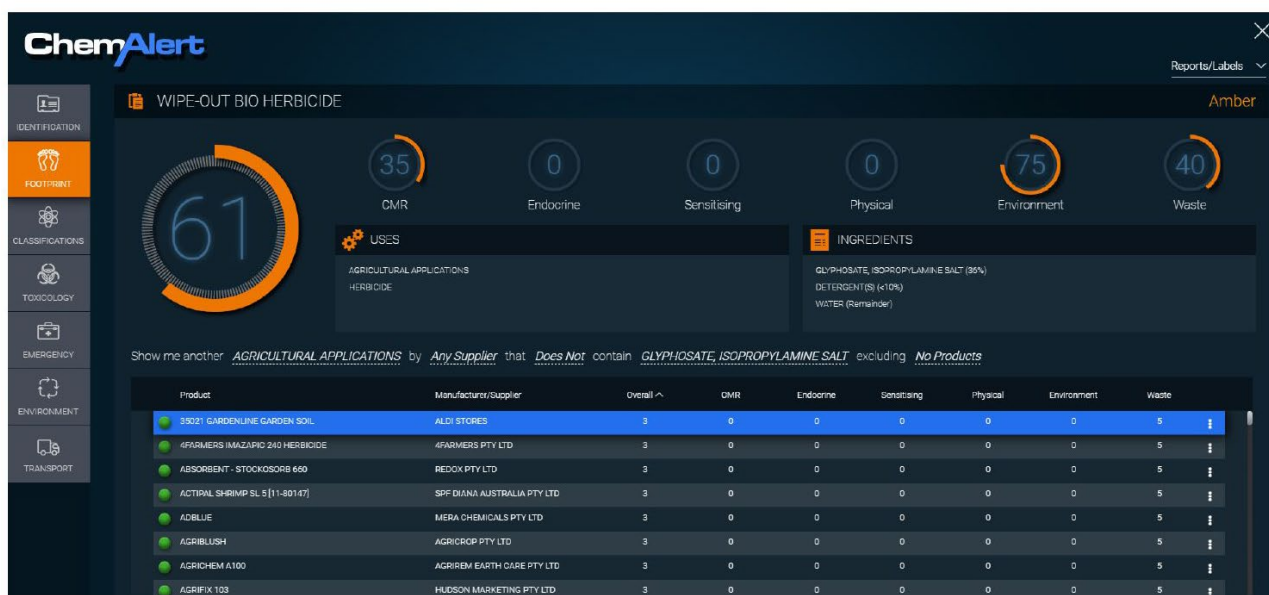 ChemAlert
Reports/Labels
IDENTIFICATION
FOOTPRINT
CLASSIFICATIONS
TOXICOLOGY
EMERGENCY
ENVIRONMENT
TRANSPORT
WIPE-OUT BIO HERBICIDE Amber
61
35 0 0 0 75 40
CMR Endocrine Sensitising Physical Environment Waste
USES
AGRICULTURAL APPLICATIONS
HERBICIDE
INGREDIENTS
GLYPHOSATE, ISOPROPYLAMINE SALT (36%)
DETERGENT(S) (<10%)
WATER (Remainder)
Show me another AGRICULTURAL APPLICATIONS by Any Supplier that Does Not contain GLYPHOSATE, ISOPROPYLAMINE SALT excluding No Products
Product Manufacturer/Supplier Overall CMR Endocrine Sensitising Physical Environment Waste
35021 GARDENLINE GARDEN SOIL ALDI STORES 3 0 0 0 0 0 5
4FARMERS IMAZAPIC 240 HERBICIDE 4FARMERS PTY LTD 3 0 0 0 0 0 5
ABSORBENT - STOCKOSORB 660 REDOX PTY LTD 3 0 0 0 0 0 5
ACTIPAL SHRIMP SL 5 [11-80147] SPF DIANA AUSTRALIA PTY LTD 3 0 0 0 0 0 5
ADBLUE MERA CHEMICALS PTY LTD 3 0 0 0 0 0 5
AGRIBLUSH AGRICROP PTY LTD 3 0 0 0 0 0 5
AGRICHEM A100 AGRIREM EARTH CARE PTY LTD 3 0 0 0 0 0 5
AGRIFIX 103 HUDSON MARKETING PTY LTD 3 0 0 0 0 0 5